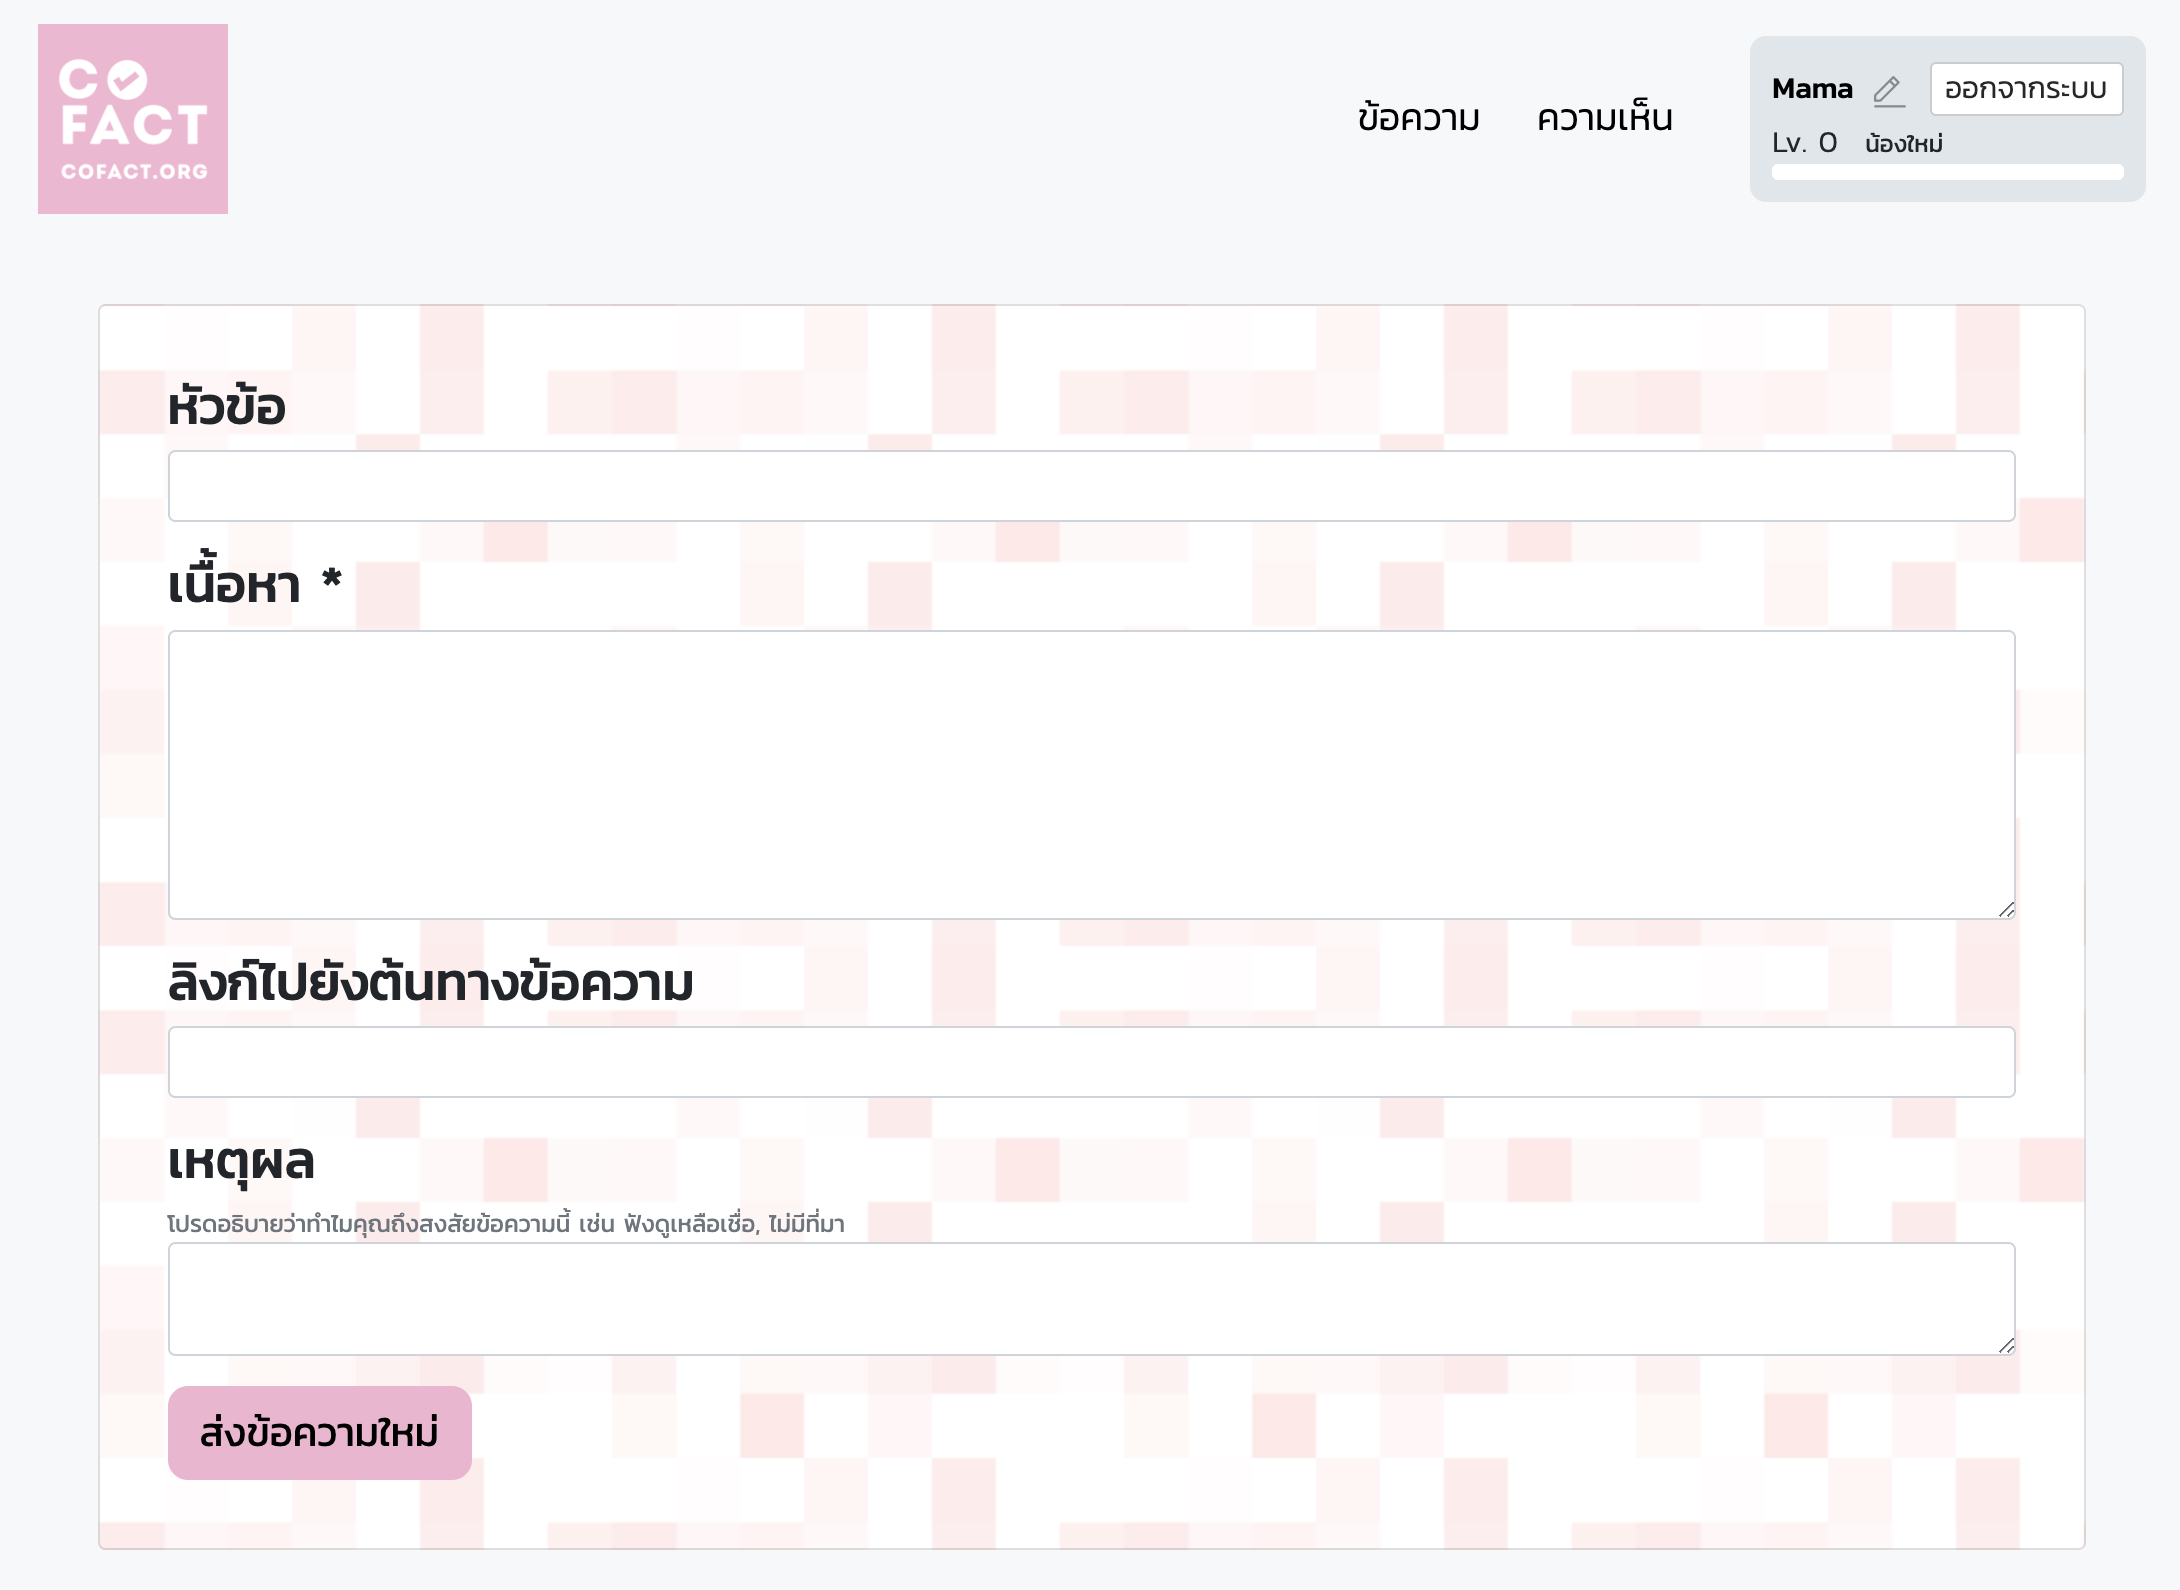 CO
FACT
COFACT.ORG
ข้อความ ความเห็น
Mama ออกจากระบบ
Lv. 0 น้องใหม่
หัวข้อ
เนื้อหา *
ลิงก์ไปยังต้นทางข้อความ
เหตุผล
โปรดอธิบายว่าทำไมคุณถึงสงสัยข้อความนี้ เช่น ฟังดูเหลือเชื่อ, ไม่มีที่มา
ส่งข้อความใหม่